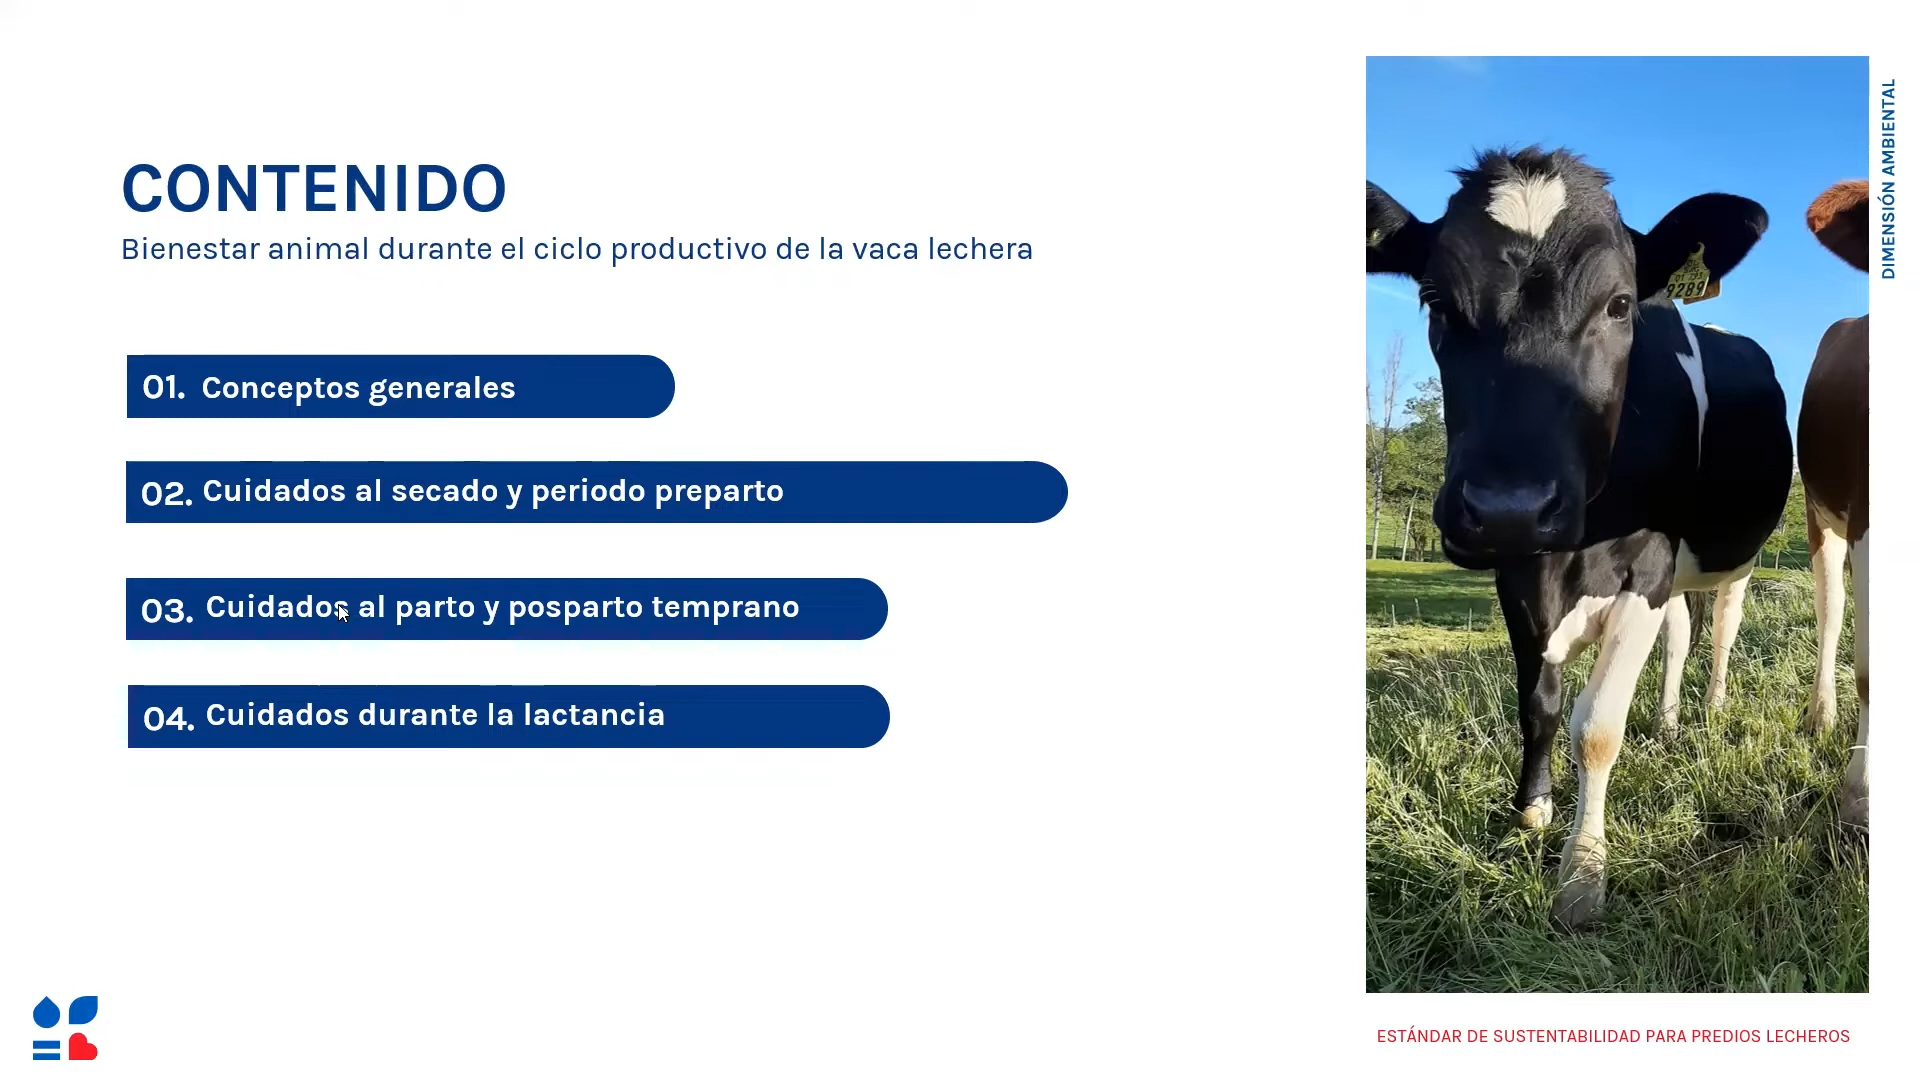 CONTENIDO
Bienestar animal durante el ciclo productivo de la vaca lechera
01. Conceptos generales
02. Cuidados al secado y periodo preparto
03. Cuidados al parto y posparto temprano
04. Cuidados durante la lactancia
DIMENSIÓN AMBIENTAL
9289
ESTÁNDAR DE SUSTENTABILIDAD PARA PREDIOS LECHEROS